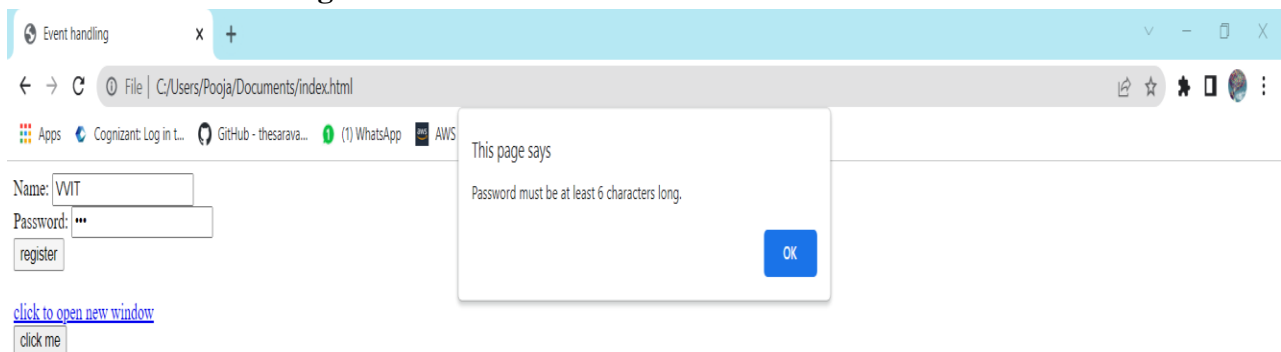 Event handling
File | C:/Users/Pooja/Documents/index.html
Apps Cognizant: Log in t... GitHub - thesarava... (1) WhatsApp aws AWS
This page says
Password must be at least 6 characters long.
OK
Name: VVIT
Password: •••
register
click to open new window
click me